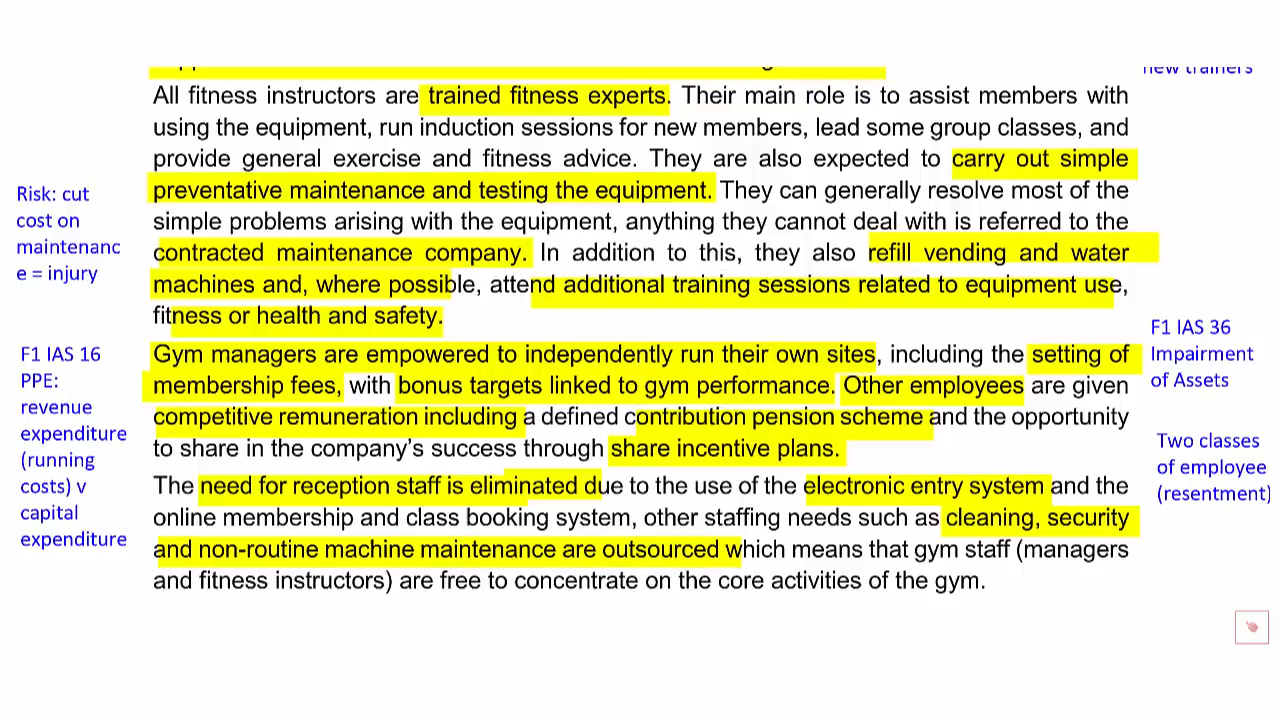 new trainers
All fitness instructors are trained fitness experts. Their main role is to assist members with
using the equipment, run induction sessions for new members, lead some group classes, and
provide general exercise and fitness advice. They are also expected to carry out simple
preventative maintenance and testing the equipment. They can generally resolve most of the
simple problems arising with the equipment, anything they cannot deal with is referred to the
contracted maintenance company. In addition to this, they also refill vending and water
machines and, where possible, attend additional training sessions related to equipment use,
fitness or health and safety.
Risk: cut
cost on
maintenanc
e = injury
Gym managers are empowered to independently run their own sites, including the setting of
membership fees, with bonus targets linked to gym performance. Other employees are given
competitive remuneration including a defined contribution pension scheme and the opportunity
to share in the company's success through share incentive plans.
F1 IAS 16
PPE:
revenue
expenditure
(running
costs) v
capital
expenditure
F1 IAS 36
Impairment
of Assets
Two classes
of employee
(resentment)
The need for reception staff is eliminated due to the use of the electronic entry system and the
online membership and class booking system, other staffing needs such as cleaning, security
and non-routine machine maintenance are outsourced which means that gym staff (managers
and fitness instructors) are free to concentrate on the core activities of the gym.